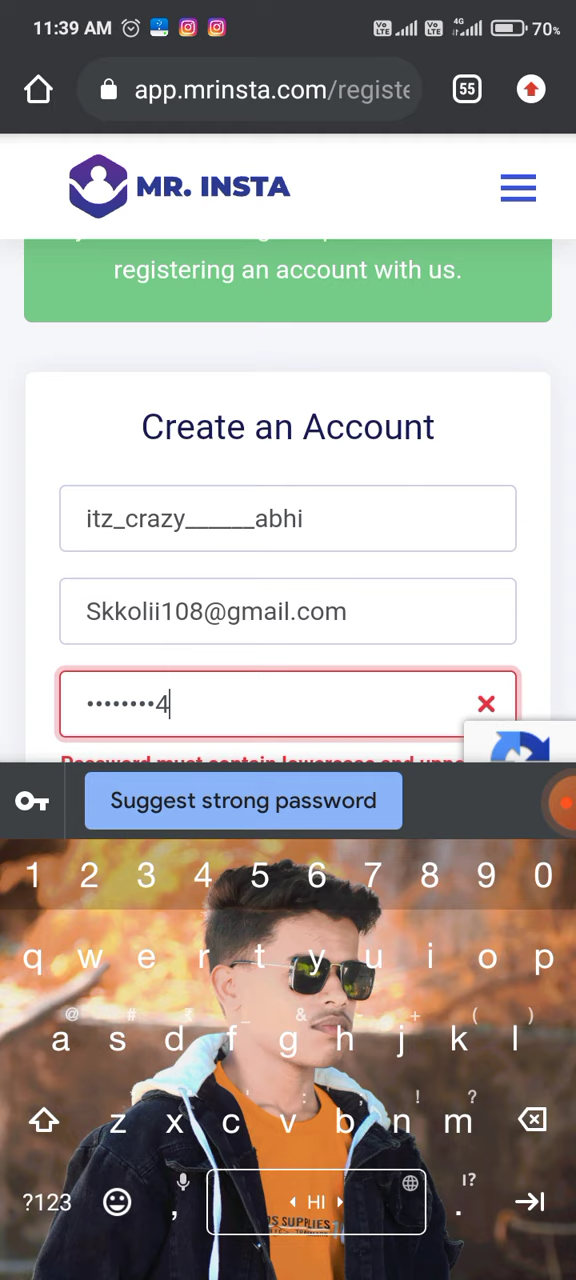 11:39 AM 4G 70%
app.mrinsta.com/registe 55
MR. INSTA
registering an account with us.
Create an Account
itz_crazy______abhi
Skkolii108@gmail.com
••••••••4
Password must contain lowercase and
Suggest strong password
1 2 3 4 5 6 7 8 9 0
q w e r t y u i o p
@ # & - + ( )
a s d f g h j k l
' : ; ! ?
z x c v b n m
?123 , HI . !?